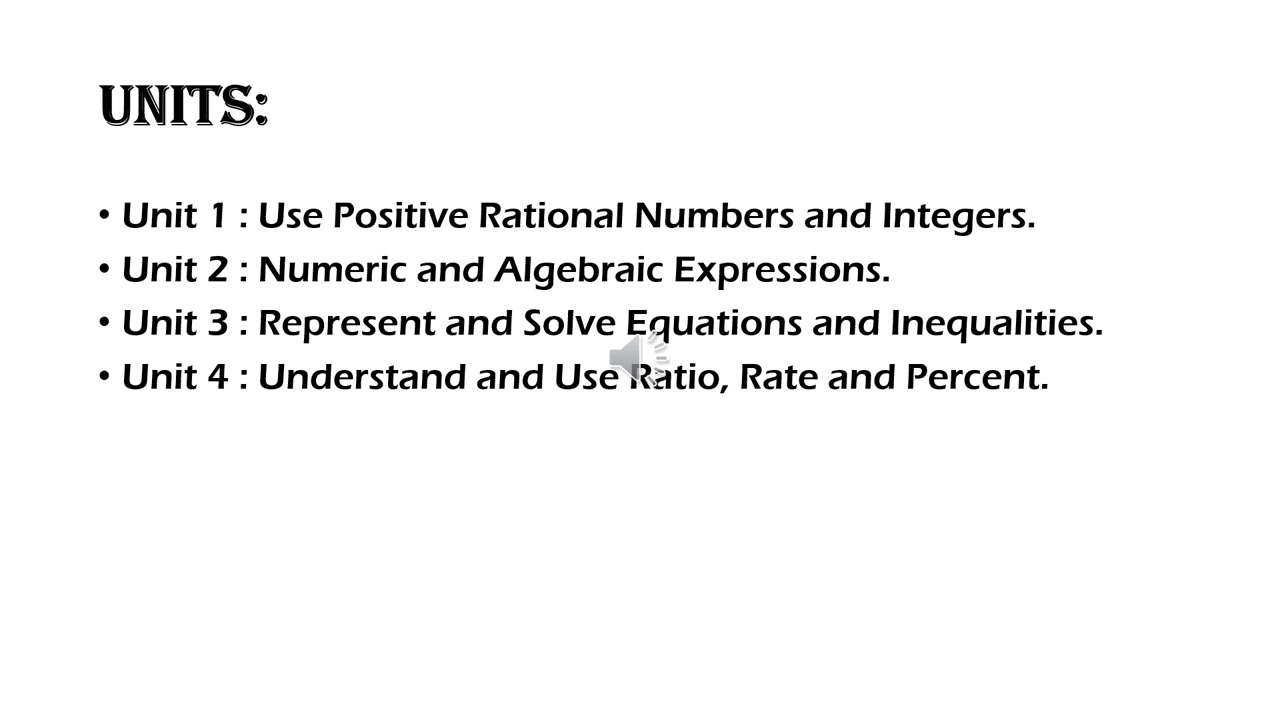 UNITS:
• Unit 1 : Use Positive Rational Numbers and Integers.
• Unit 2 : Numeric and Algebraic Expressions.
• Unit 3 : Represent and Solve Equations and Inequalities.
• Unit 4 : Understand and Use Ratio, Rate and Percent.